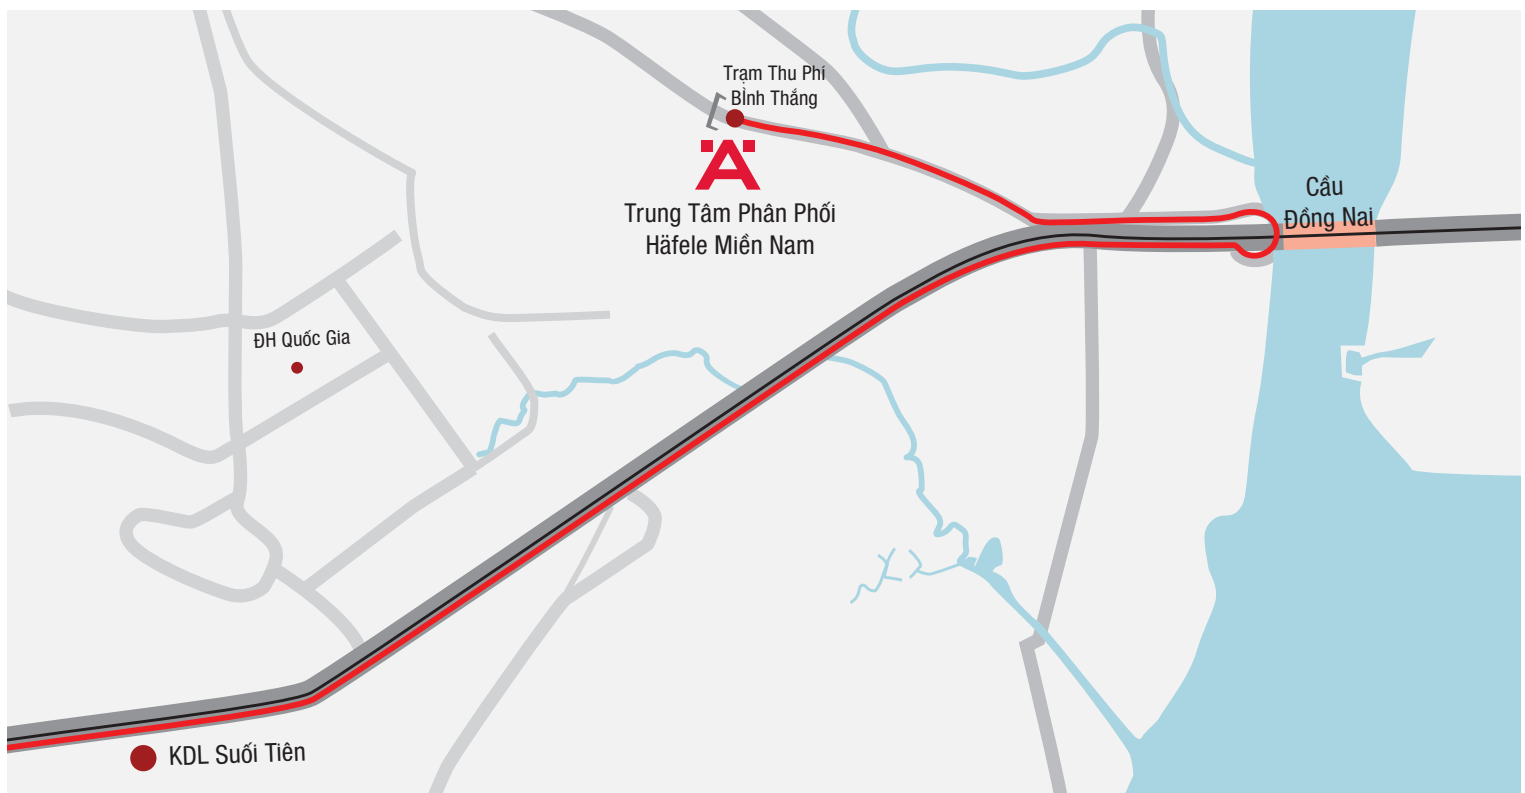 Trạm Thu Phí
BÌnh Thắng
Trung Tâm Phân Phối
Häfele Miền Nam
Cầu
Đồng Nai
ĐH Quốc Gia
KDL Suối Tiên